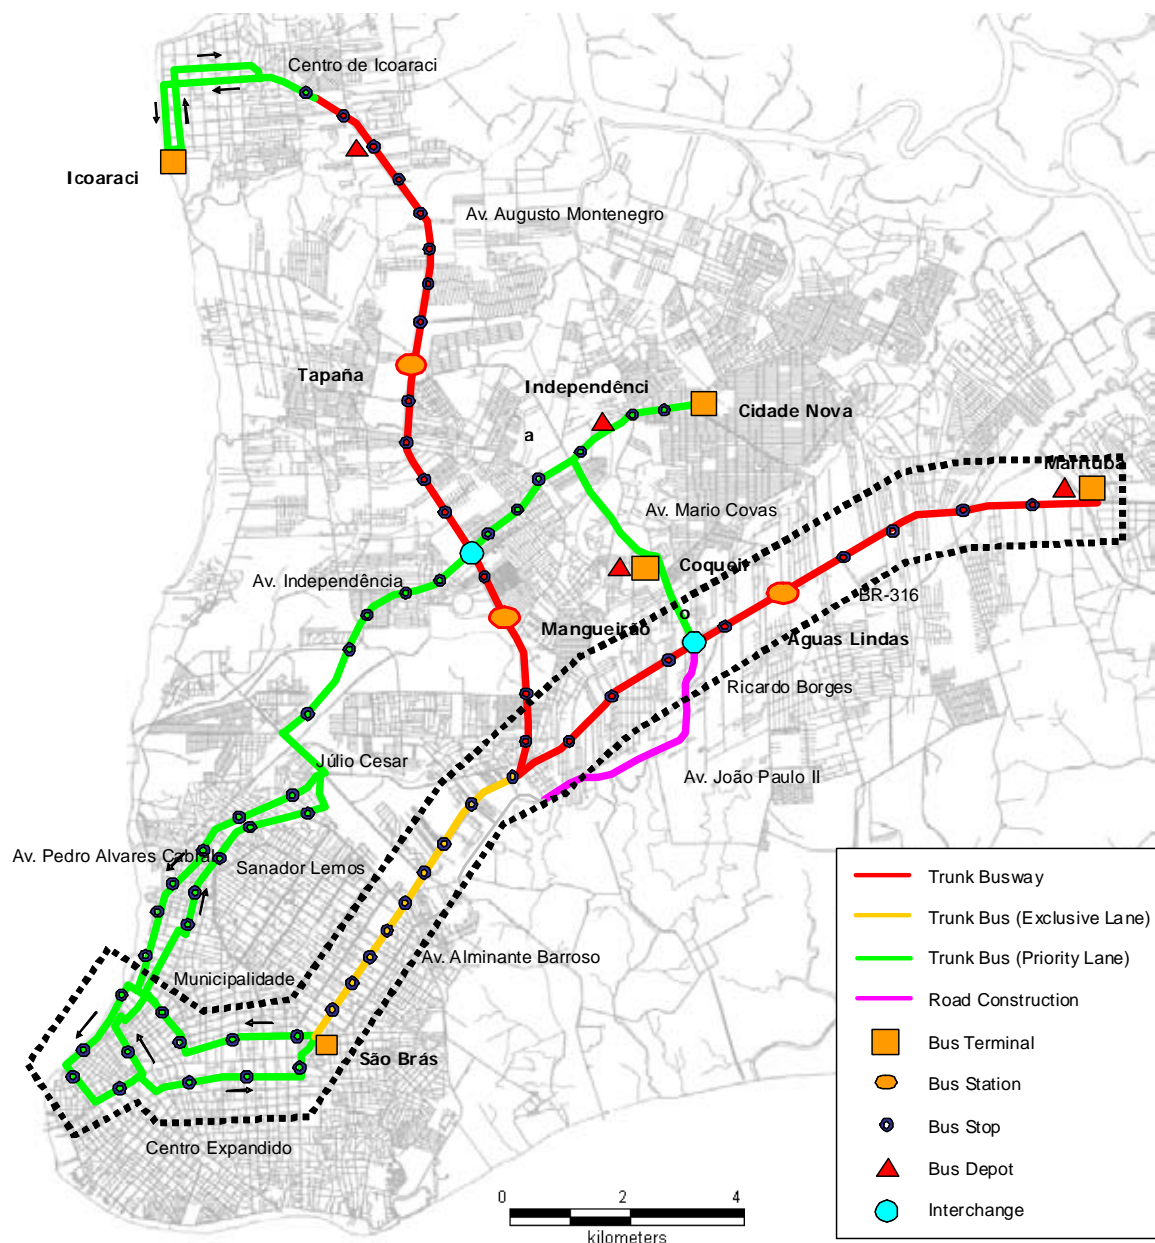 Centro de Icoaraci
Icoaraci
Av. Augusto Montenegro
Tapaña
Independênci
a
Cidade Nova
Marituba
Av. Mario Covas
Coqueir
o
Av. Independência
BR-316
Mangueirão
Aguas Lindas
Ricardo Borges
Júlio Cesar
Av. João Paulo II
Av. Pedro Alvares Cabral
Sanador Lemos
Av. Alminante Barroso
Municipalidade
São Brás
Centro Expandido
Trunk Busway
Trunk Bus (Exclusive Lane)
Trunk Bus (Priority Lane)
Road Construction
Bus Terminal
Bus Station
Bus Stop
Bus Depot
Interchange
0 2 4
kilometers